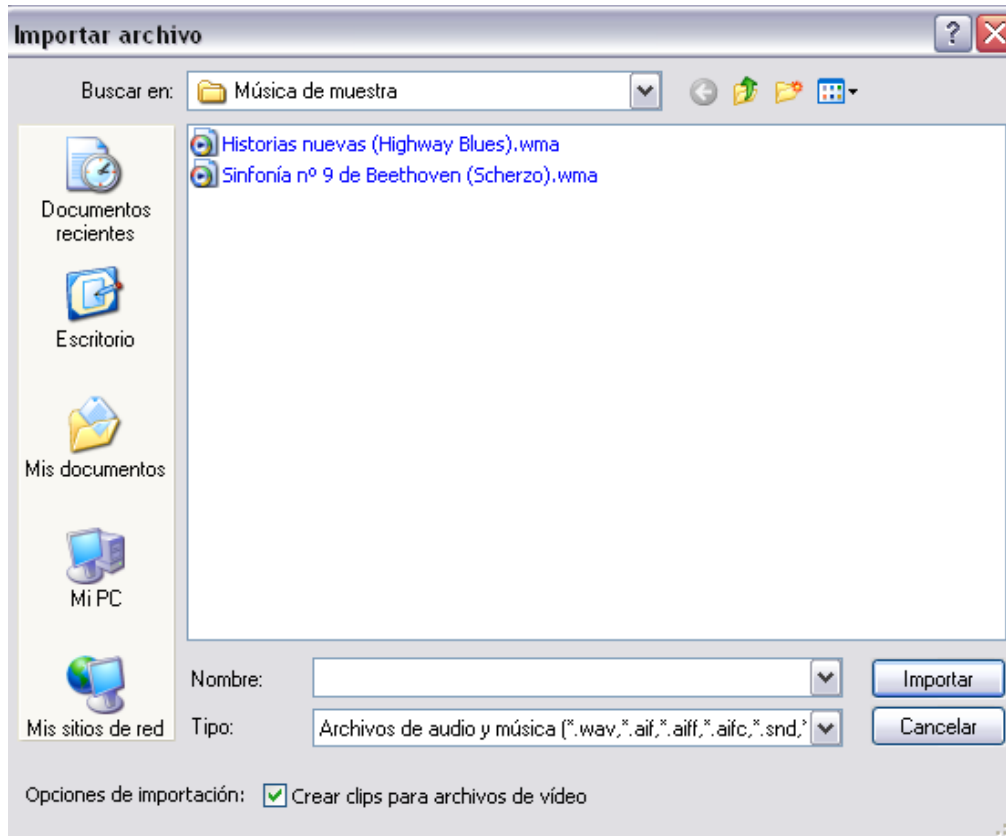 Importar archivo
Buscar en: Música de muestra
Historias nuevas (Highway Blues).wma
Sinfonía nº 9 de Beethoven (Scherzo).wma
Documentos
recientes
Escritorio
Mis documentos
Mi PC
Mis sitios de red
Nombre:
Importar
Tipo: Archivos de audio y música (*.wav,*.aif,*.aiff,*.aifc,*.snd,*
Cancelar
Opciones de importación: Crear clips para archivos de vídeo